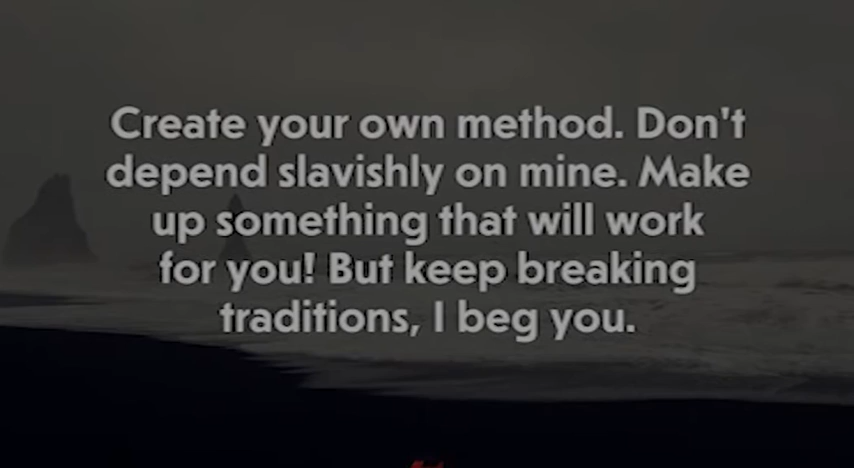 Create your own method. Don't
depend slavishly on mine. Make
up something that will work
for you! But keep breaking
traditions, I beg you.